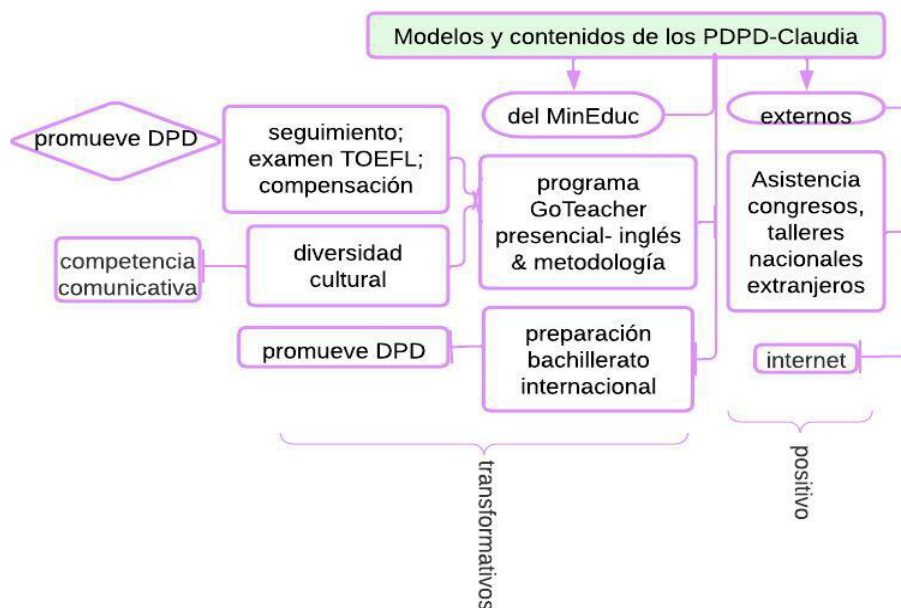 Modelos y contenidos de los PDPD-Claudia
del MinEduc
externos
promueve DPD
seguimiento;
examen TOEFL;
compensación
programa
GoTeacher
presencial- inglés
& metodología
Asistencia
congresos,
talleres
nacionales
extranjeros
competencia
comunicativa
diversidad
cultural
promueve DPD
preparación
bachillerato
internacional
internet
transformativos
positivo